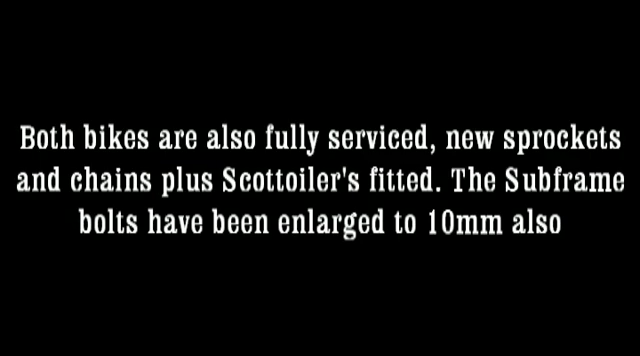 Both bikes are also fully serviced, new sprockets
and chains plus Scottoiler's fitted. The Subframe
bolts have been enlarged to 10mm also